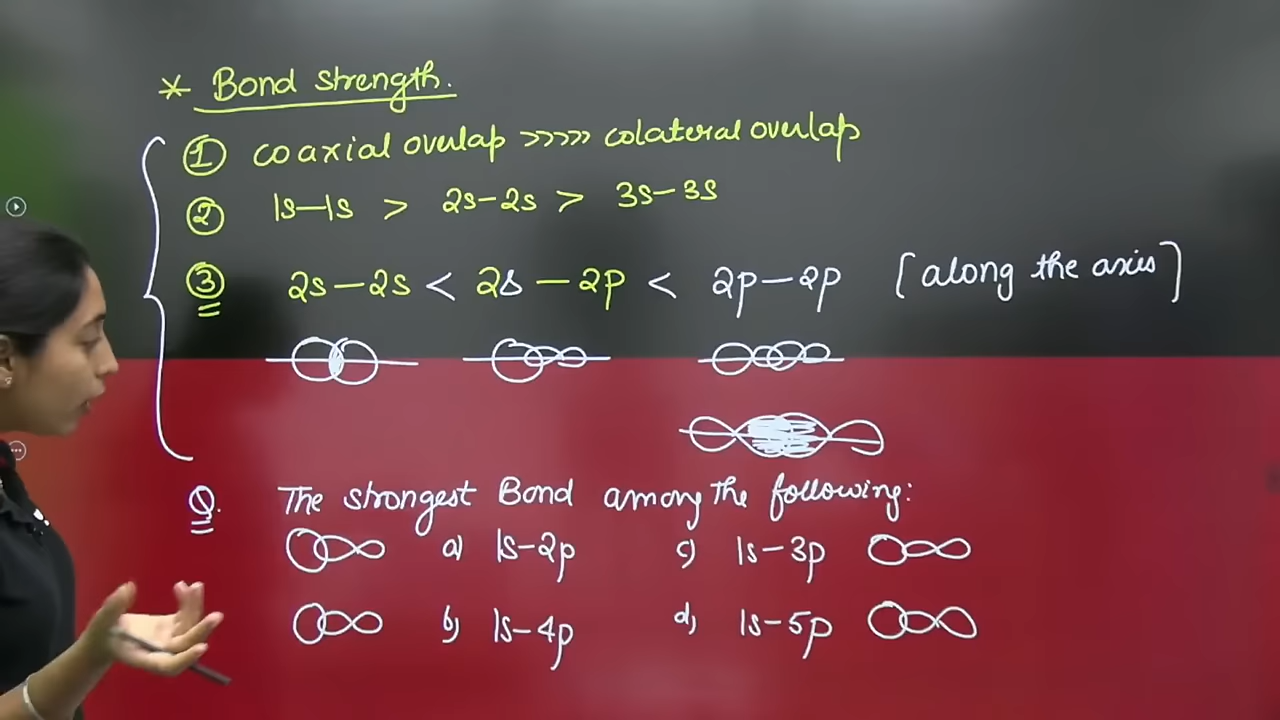 * Bond strength.
① coaxial overlap >>>>> colateral overlap
② 1s–1s > 2s–2s > 3s–3s
③ 2s–2s < 2s–2p < 2p–2p [along the axis]
Q. The strongest Bond among the following:
a) 1s–2p c) 1s–3p
b) 1s–4p d) 1s–5p